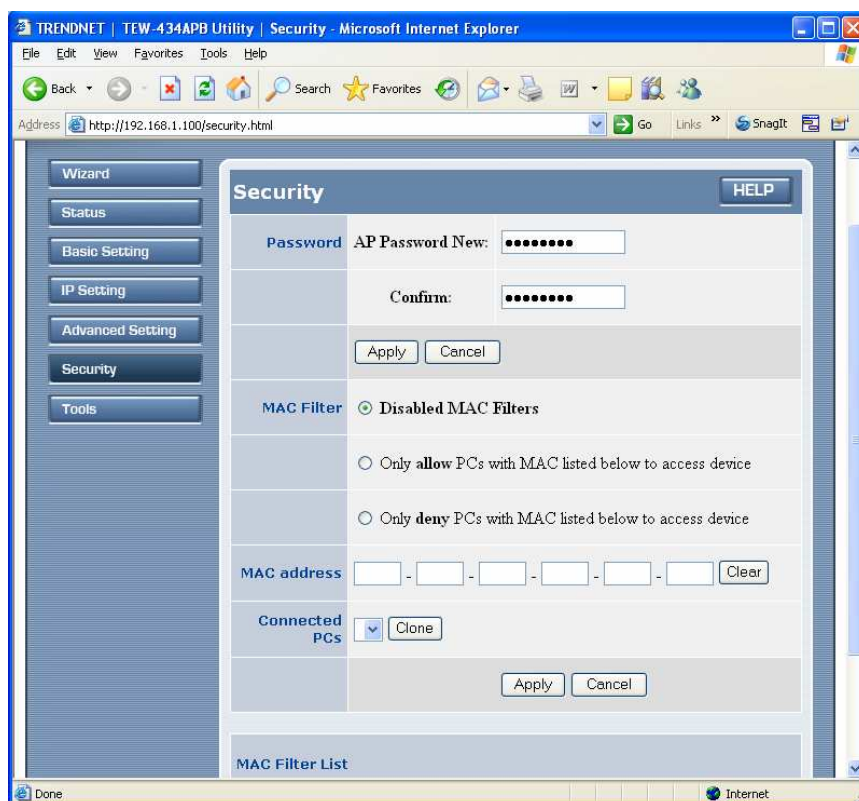 TRENDNET | TEW-434APB Utility | Security - Microsoft Internet Explorer
File Edit View Favorites Tools Help
Back Search Favorites
Address http://192.168.1.100/security.html Go Links » SnagIt
Wizard
Status
Basic Setting
IP Setting
Advanced Setting
Security
Tools
Security HELP
Password AP Password New: ●●●●●●●●
Confirm: ●●●●●●●●
Apply Cancel
MAC Filter Disabled MAC Filters
Only allow PCs with MAC listed below to access device
Only deny PCs with MAC listed below to access device
MAC address - - - - - Clear
Connected PCs Clone
Apply Cancel
MAC Filter List
Done Internet